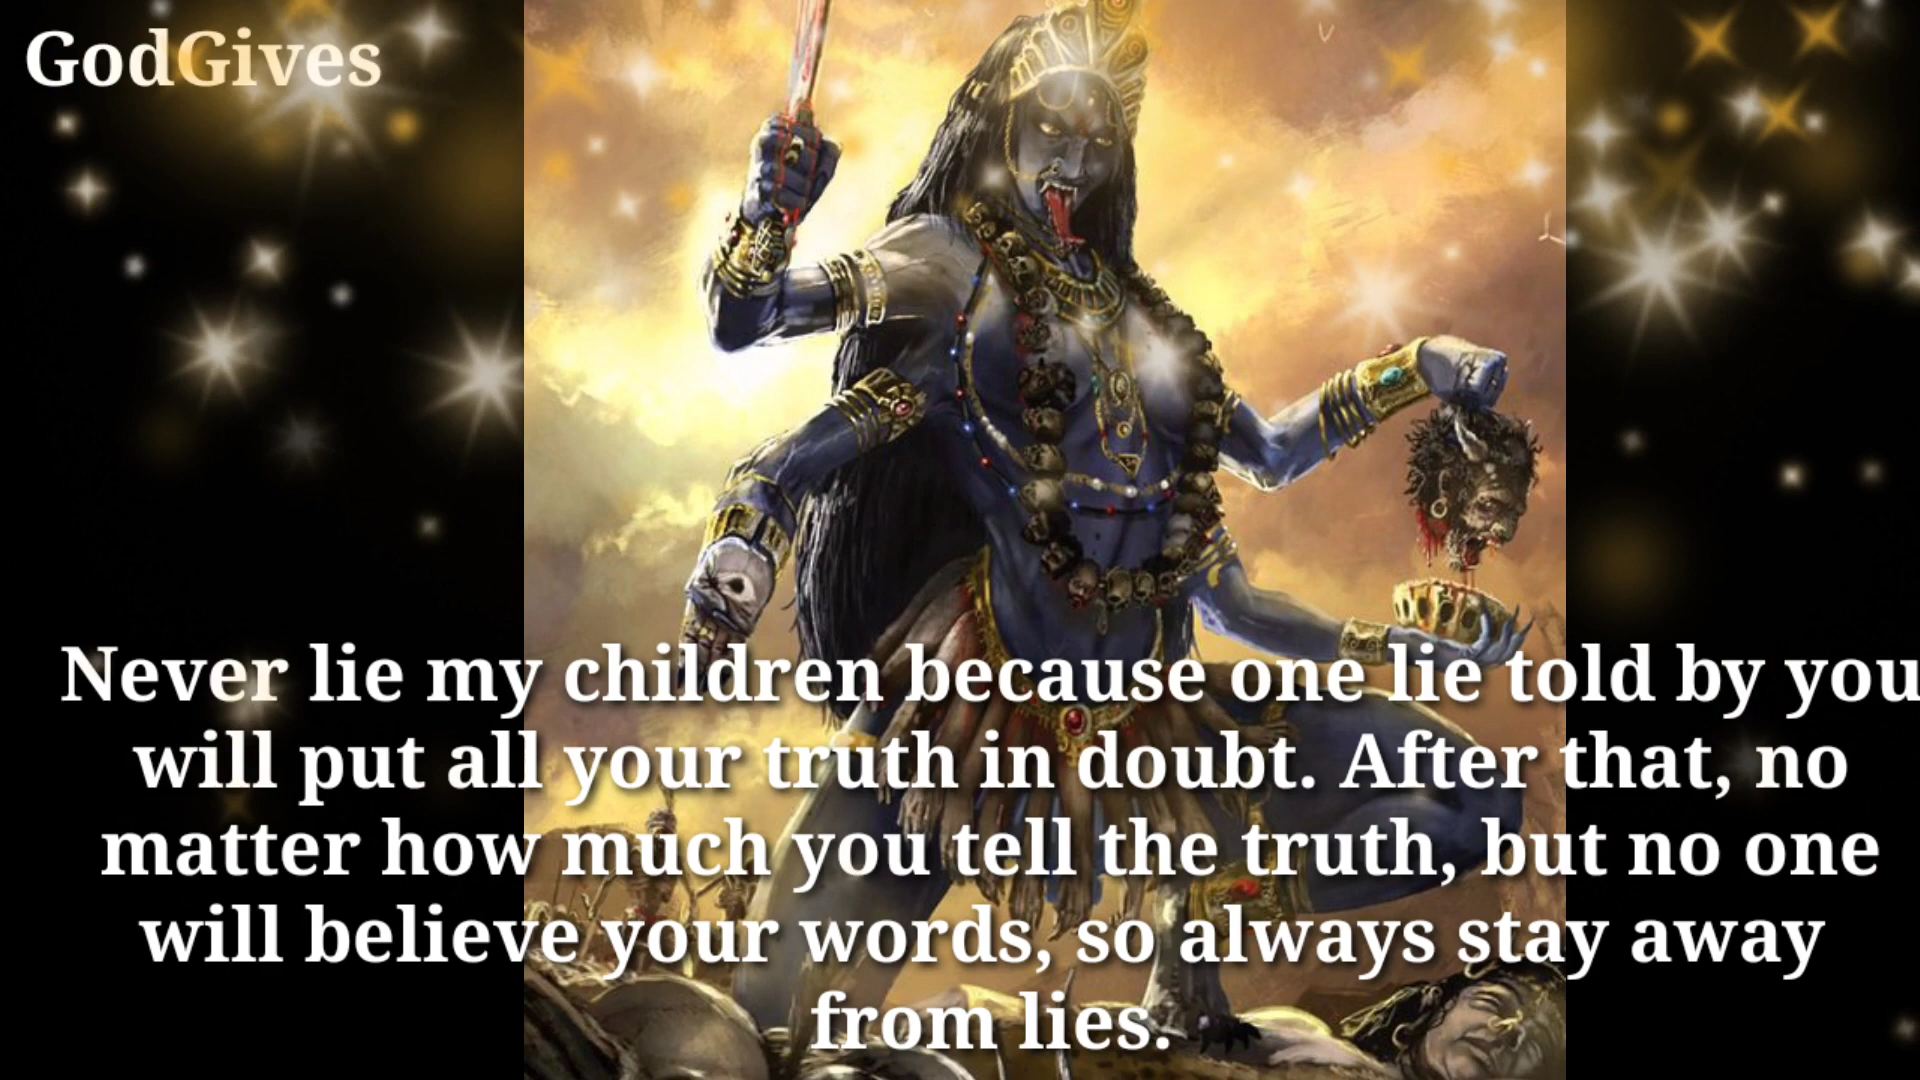 GodGives
Never lie my children because one lie told by you
will put all your truth in doubt. After that, no
matter how much you tell the truth, but no one
will believe your words, so always stay away
from lies.